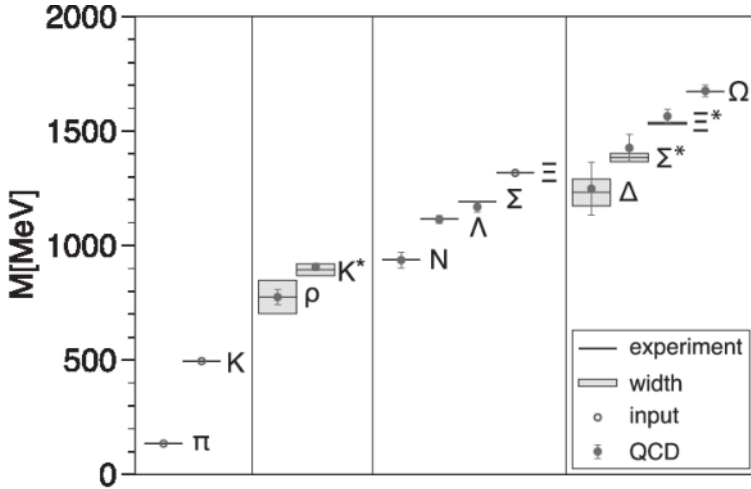 M[MeV]
2000
1500
1000
500
0
π
K
ρ
K*
N
Λ
Σ
Ξ
Δ
Σ*
Ξ*
Ω
experiment
width
input
QCD